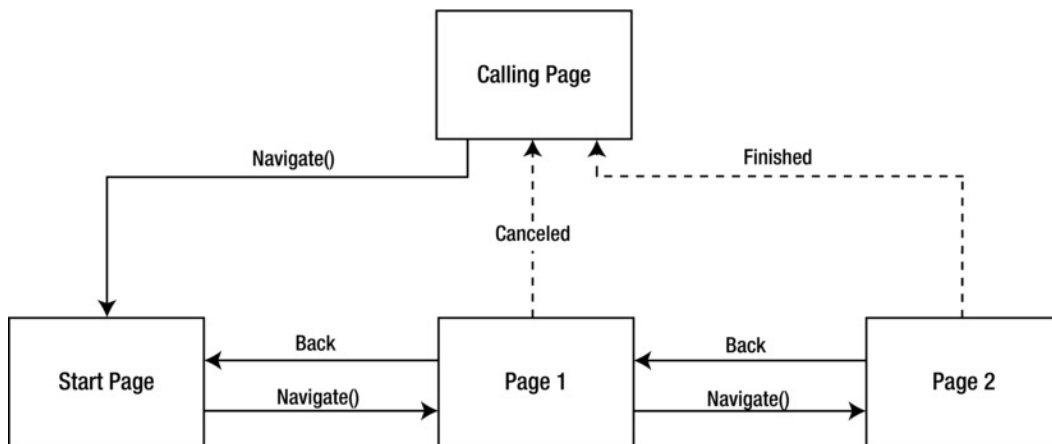 Calling Page
Navigate()
Finished
Canceled
Back
Back
Start Page
Page 1
Page 2
Navigate()
Navigate()